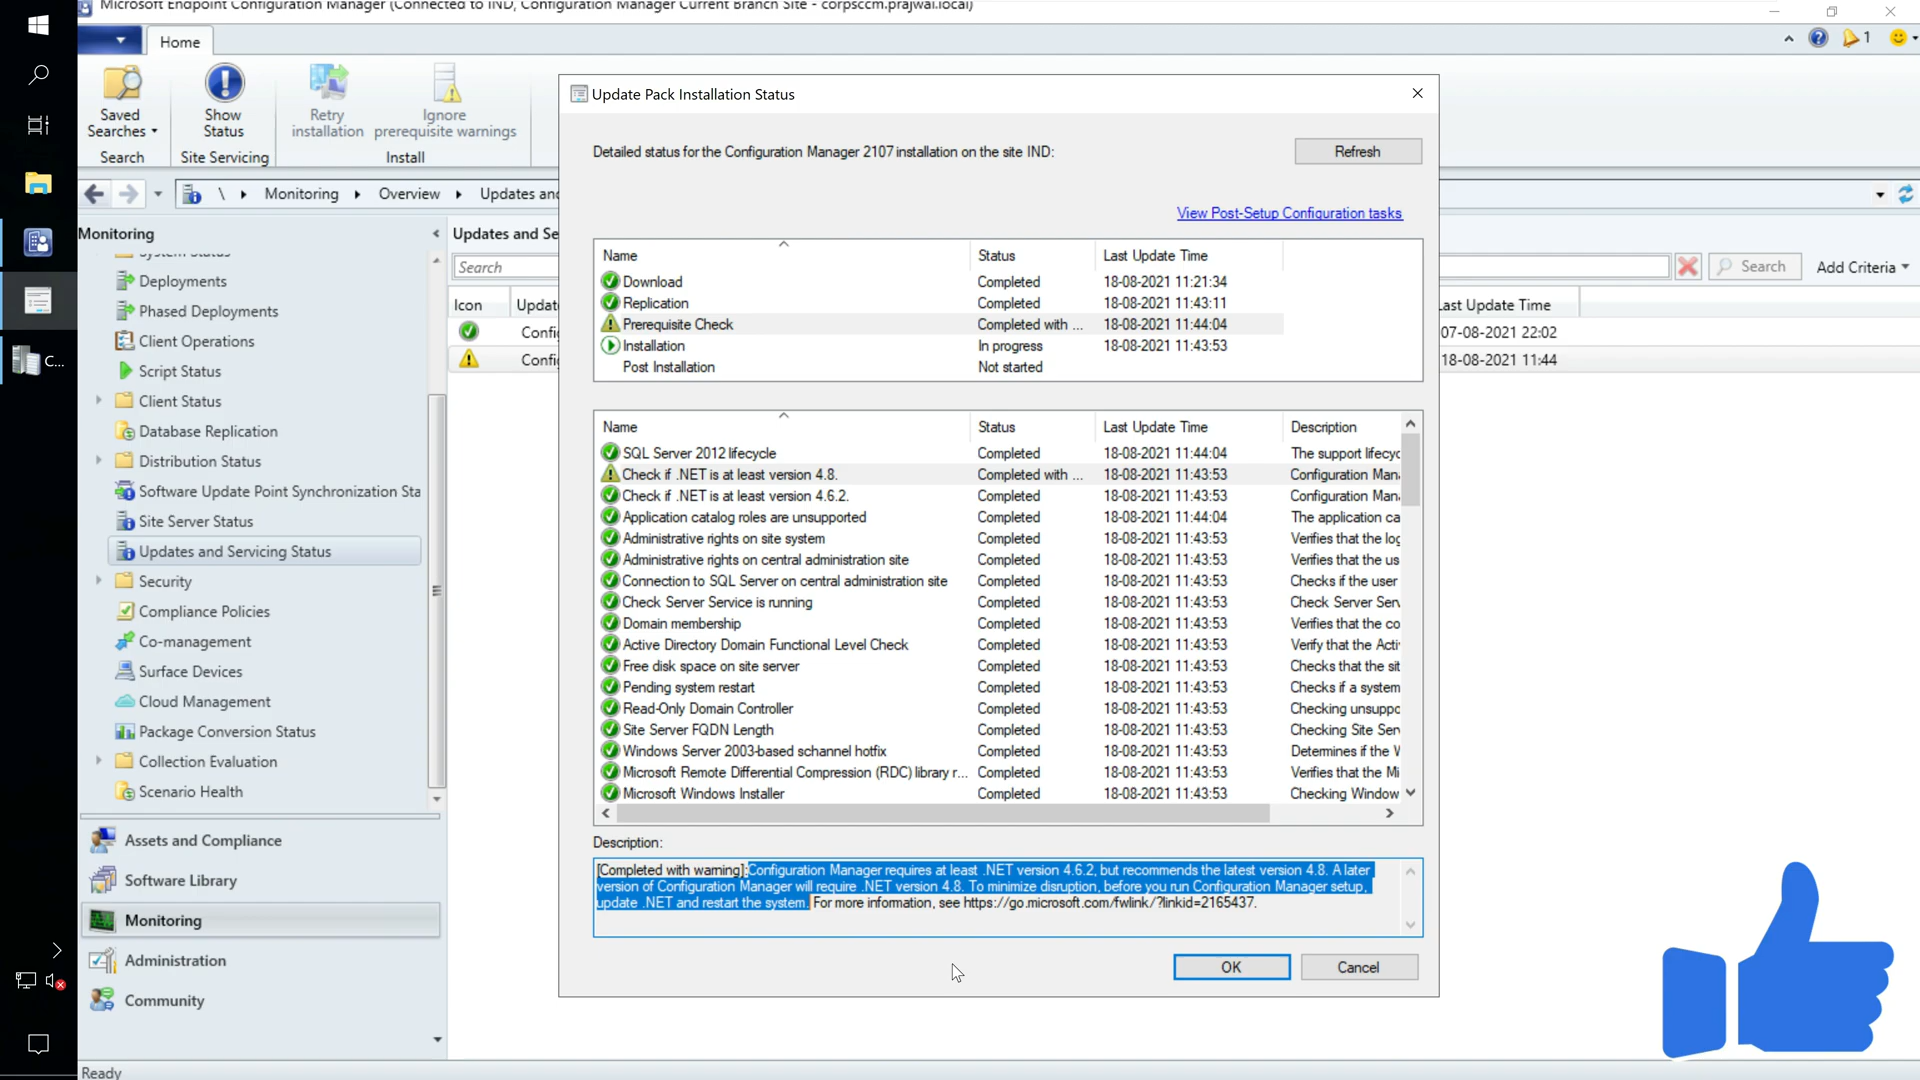 Microsoft Endpoint Configuration Manager (Connected to IND, Configuration Manager Current Branch Site - corpsccm.prajwal.local)
Home
1
Saved Searches
Show Status
Retry installation
Ignore prerequisite warnings
Search
Site Servicing
Install
\ Monitoring Overview Updates and
Monitoring
System Status
Deployments
Phased Deployments
Client Operations
Script Status
Client Status
Database Replication
Distribution Status
Software Update Point Synchronization Sta
Site Server Status
Updates and Servicing Status
Security
Compliance Policies
Co-management
Surface Devices
Cloud Management
Package Conversion Status
Collection Evaluation
Scenario Health
Assets and Compliance
Software Library
Monitoring
Administration
Community
Ready
C...
Updates and Se
Search
Icon Updat
Confi
Confi
Search Add Criteria
Last Update Time
07-08-2021 22:02
18-08-2021 11:44
Update Pack Installation Status
Detailed status for the Configuration Manager 2107 installation on the site IND:
Refresh
View Post-Setup Configuration tasks
Name Status Last Update Time
Download Completed 18-08-2021 11:21:34
Replication Completed 18-08-2021 11:43:11
Prerequisite Check Completed with ... 18-08-2021 11:44:04
Installation In progress 18-08-2021 11:43:53
Post Installation Not started
Name Status Last Update Time Description
SQL Server 2012 lifecycle Completed 18-08-2021 11:44:04 The support lifecyc
Check if .NET is at least version 4.8. Completed with ... 18-08-2021 11:43:53 Configuration Man
Check if .NET is at least version 4.6.2. Completed 18-08-2021 11:43:53 Configuration Man
Application catalog roles are unsupported Completed 18-08-2021 11:44:04 The application ca
Administrative rights on site system Completed 18-08-2021 11:43:53 Verifies that the log
Administrative rights on central administration site Completed 18-08-2021 11:43:53 Verifies that the us
Connection to SQL Server on central administration site Completed 18-08-2021 11:43:53 Checks if the user
Check Server Service is running Completed 18-08-2021 11:43:53 Check Server Serv
Domain membership Completed 18-08-2021 11:43:53 Verifies that the co
Active Directory Domain Functional Level Check Completed 18-08-2021 11:43:53 Verify that the Acti
Free disk space on site server Completed 18-08-2021 11:43:53 Checks that the sit
Pending system restart Completed 18-08-2021 11:43:53 Checks if a system
Read-Only Domain Controller Completed 18-08-2021 11:43:53 Checking unsuppo
Site Server FQDN Length Completed 18-08-2021 11:43:53 Checking Site Serv
Windows Server 2003-based schannel hotfix Completed 18-08-2021 11:43:53 Determines if the V
Microsoft Remote Differential Compression (RDC) library r... Completed 18-08-2021 11:43:53 Verifies that the Mi
Microsoft Windows Installer Completed 18-08-2021 11:43:53 Checking Window
Description:
[Completed with warning]:Configuration Manager requires at least .NET version 4.6.2, but recommends the latest version 4.8. A later
version of Configuration Manager will require .NET version 4.8. To minimize disruption, before you run Configuration Manager setup,
update .NET and restart the system. For more information, see https://go.microsoft.com/fwlink/?linkid=2165437.
OK
Cancel